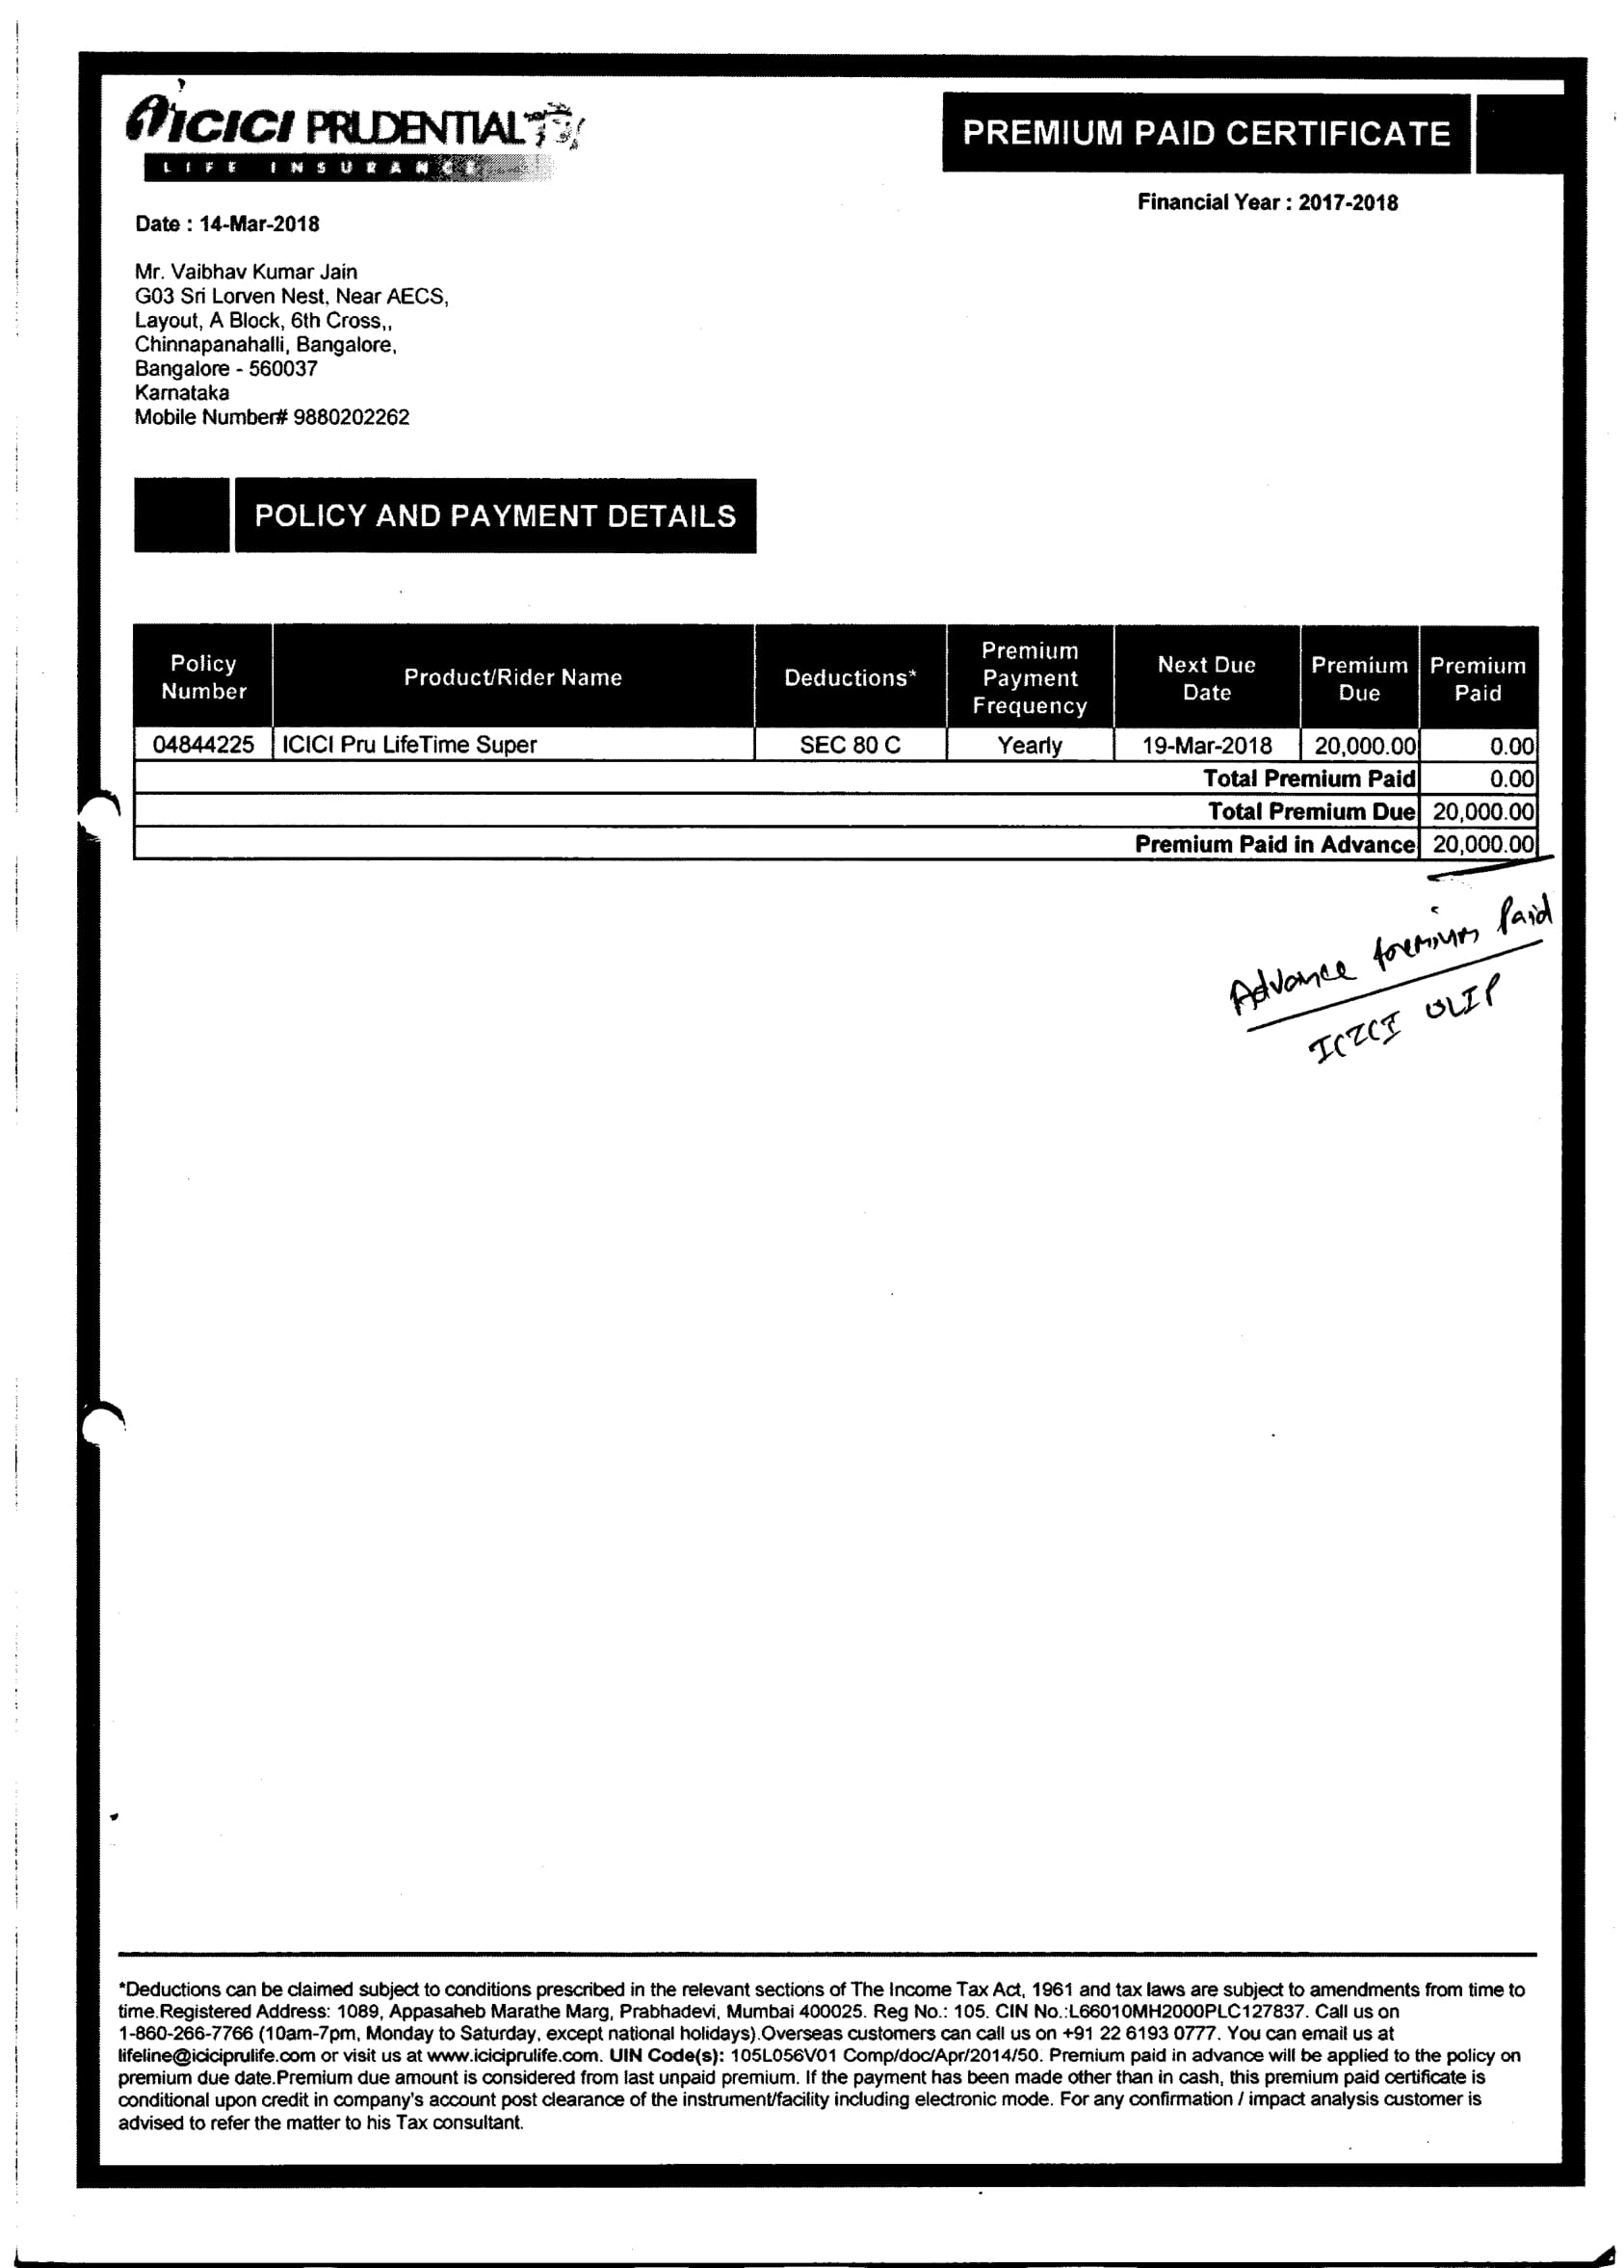 ICICI PRUDENTIAL
LIFE INSURANCE
PREMIUM PAID CERTIFICATE
Financial Year : 2017-2018
Date : 14-Mar-2018
Mr. Vaibhav Kumar Jain
G03 Sri Lorven Nest, Near AECS,
Layout, A Block, 6th Cross,,
Chinnapanahalli, Bangalore,
Bangalore - 560037
Karnataka
Mobile Number# 9880202262
POLICY AND PAYMENT DETAILS
Policy Number Product/Rider Name Deductions* Premium Payment Frequency Next Due Date Premium Due Premium Paid
04844225 ICICI Pru LifeTime Super SEC 80 C Yearly 19-Mar-2018 20,000.00 0.00
Total Premium Paid 0.00
Total Premium Due 20,000.00
Premium Paid in Advance 20,000.00
Advance premium Paid
ICICI ULIP
*Deductions can be claimed subject to conditions prescribed in the relevant sections of The Income Tax Act, 1961 and tax laws are subject to amendments from time to
time.Registered Address: 1089, Appasaheb Marathe Marg, Prabhadevi, Mumbai 400025. Reg No.: 105. CIN No.:L66010MH2000PLC127837. Call us on
1-860-266-7766 (10am-7pm, Monday to Saturday, except national holidays).Overseas customers can call us on +91 22 6193 0777. You can email us at
lifeline@iciciprulife.com or visit us at www.iciciprulife.com. UIN Code(s): 105L056V01 Comp/doc/Apr/2014/50. Premium paid in advance will be applied to the policy on
premium due date.Premium due amount is considered from last unpaid premium. If the payment has been made other than in cash, this premium paid certificate is
conditional upon credit in company's account post clearance of the instrument/facility including electronic mode. For any confirmation / impact analysis customer is
advised to refer the matter to his Tax consultant.